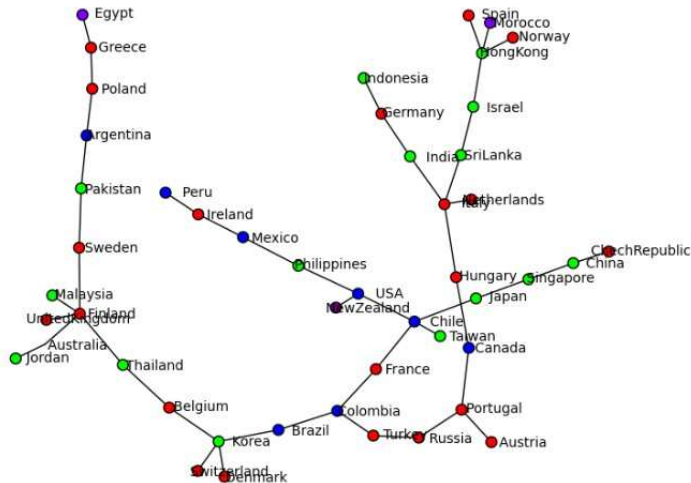 Egypt
Spain
Morocco
Norway
Greece
HongKong
Indonesia
Poland
Israel
Germany
Argentina
India
SriLanka
Pakistan
Peru
Netherlands
Italy
Ireland
Mexico
Sweden
ChechRepublic
China
Philippines
Hungary
Singapore
Malaysia
USA
Japan
NewZealand
Finland
UnitedKingdom
Chile
Taiwan
Australia
Canada
Jordan
Thailand
France
Belgium
Colombia
Portugal
Korea
Brazil
Turkey
Russia
Austria
Switzerland
Denmark